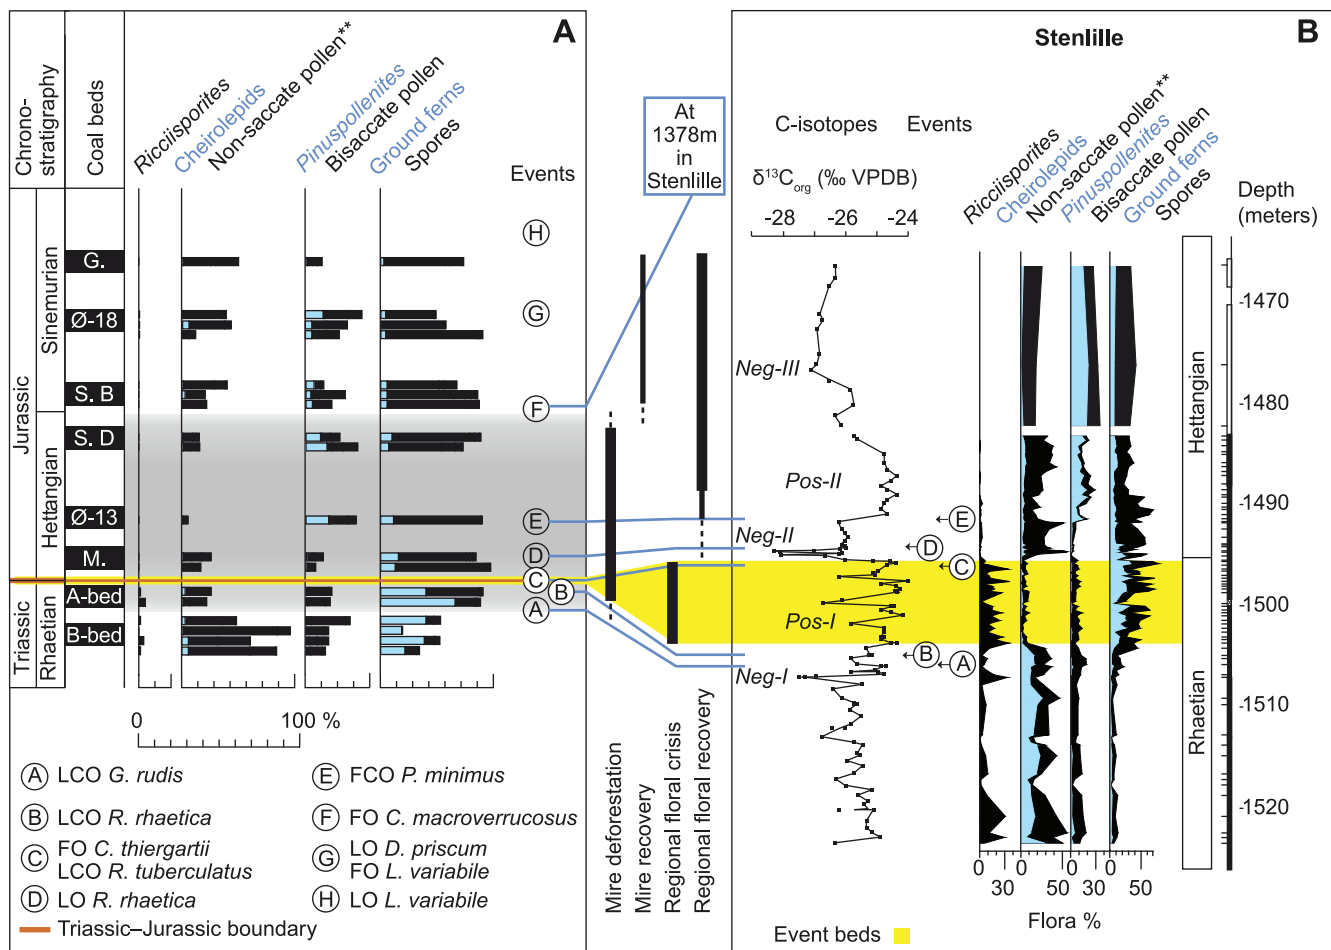 A
Chrono-
stratigraphy
Coal beds
Ricciisporites
Cheirolepids
Non-saccate pollen**
Pinuspollenites
Bisaccate pollen
Ground ferns
Spores
Events
Jurassic
Triassic
Sinemurian
Hettangian
Rhaetian
G.
Ø-18
S. B
S. D
Ø-13
M.
A-bed
B-bed
H
G
F
E
D
C
B
A
0
100 %
A LCO G. rudis
B LCO R. rhaetica
C FO C. thiergartii
LCO R. tuberculatus
D LO R. rhaetica
E FCO P. minimus
F FO C. macroverrucosus
G LO D. priscum
FO L. variabile
H LO L. variabile
Triassic–Jurassic boundary
At
1378m
in
Stenlille
Mire deforestation
Mire recovery
Regional floral crisis
Regional floral recovery
Stenlille
B
C-isotopes
Events
δ13Corg (‰ VPDB)
-28 -26 -24
Ricciisporites
Cheirolepids
Non-saccate pollen**
Pinuspollenites
Bisaccate pollen
Ground ferns
Spores
Depth
(meters)
Neg-III
Pos-II
Neg-II
Pos-I
Neg-I
E
D
C
B
A
Hettangian
Rhaetian
-1470
-1480
-1490
-1500
-1510
-1520
0 30
0 50
0 30
0 50
Flora %
Event beds